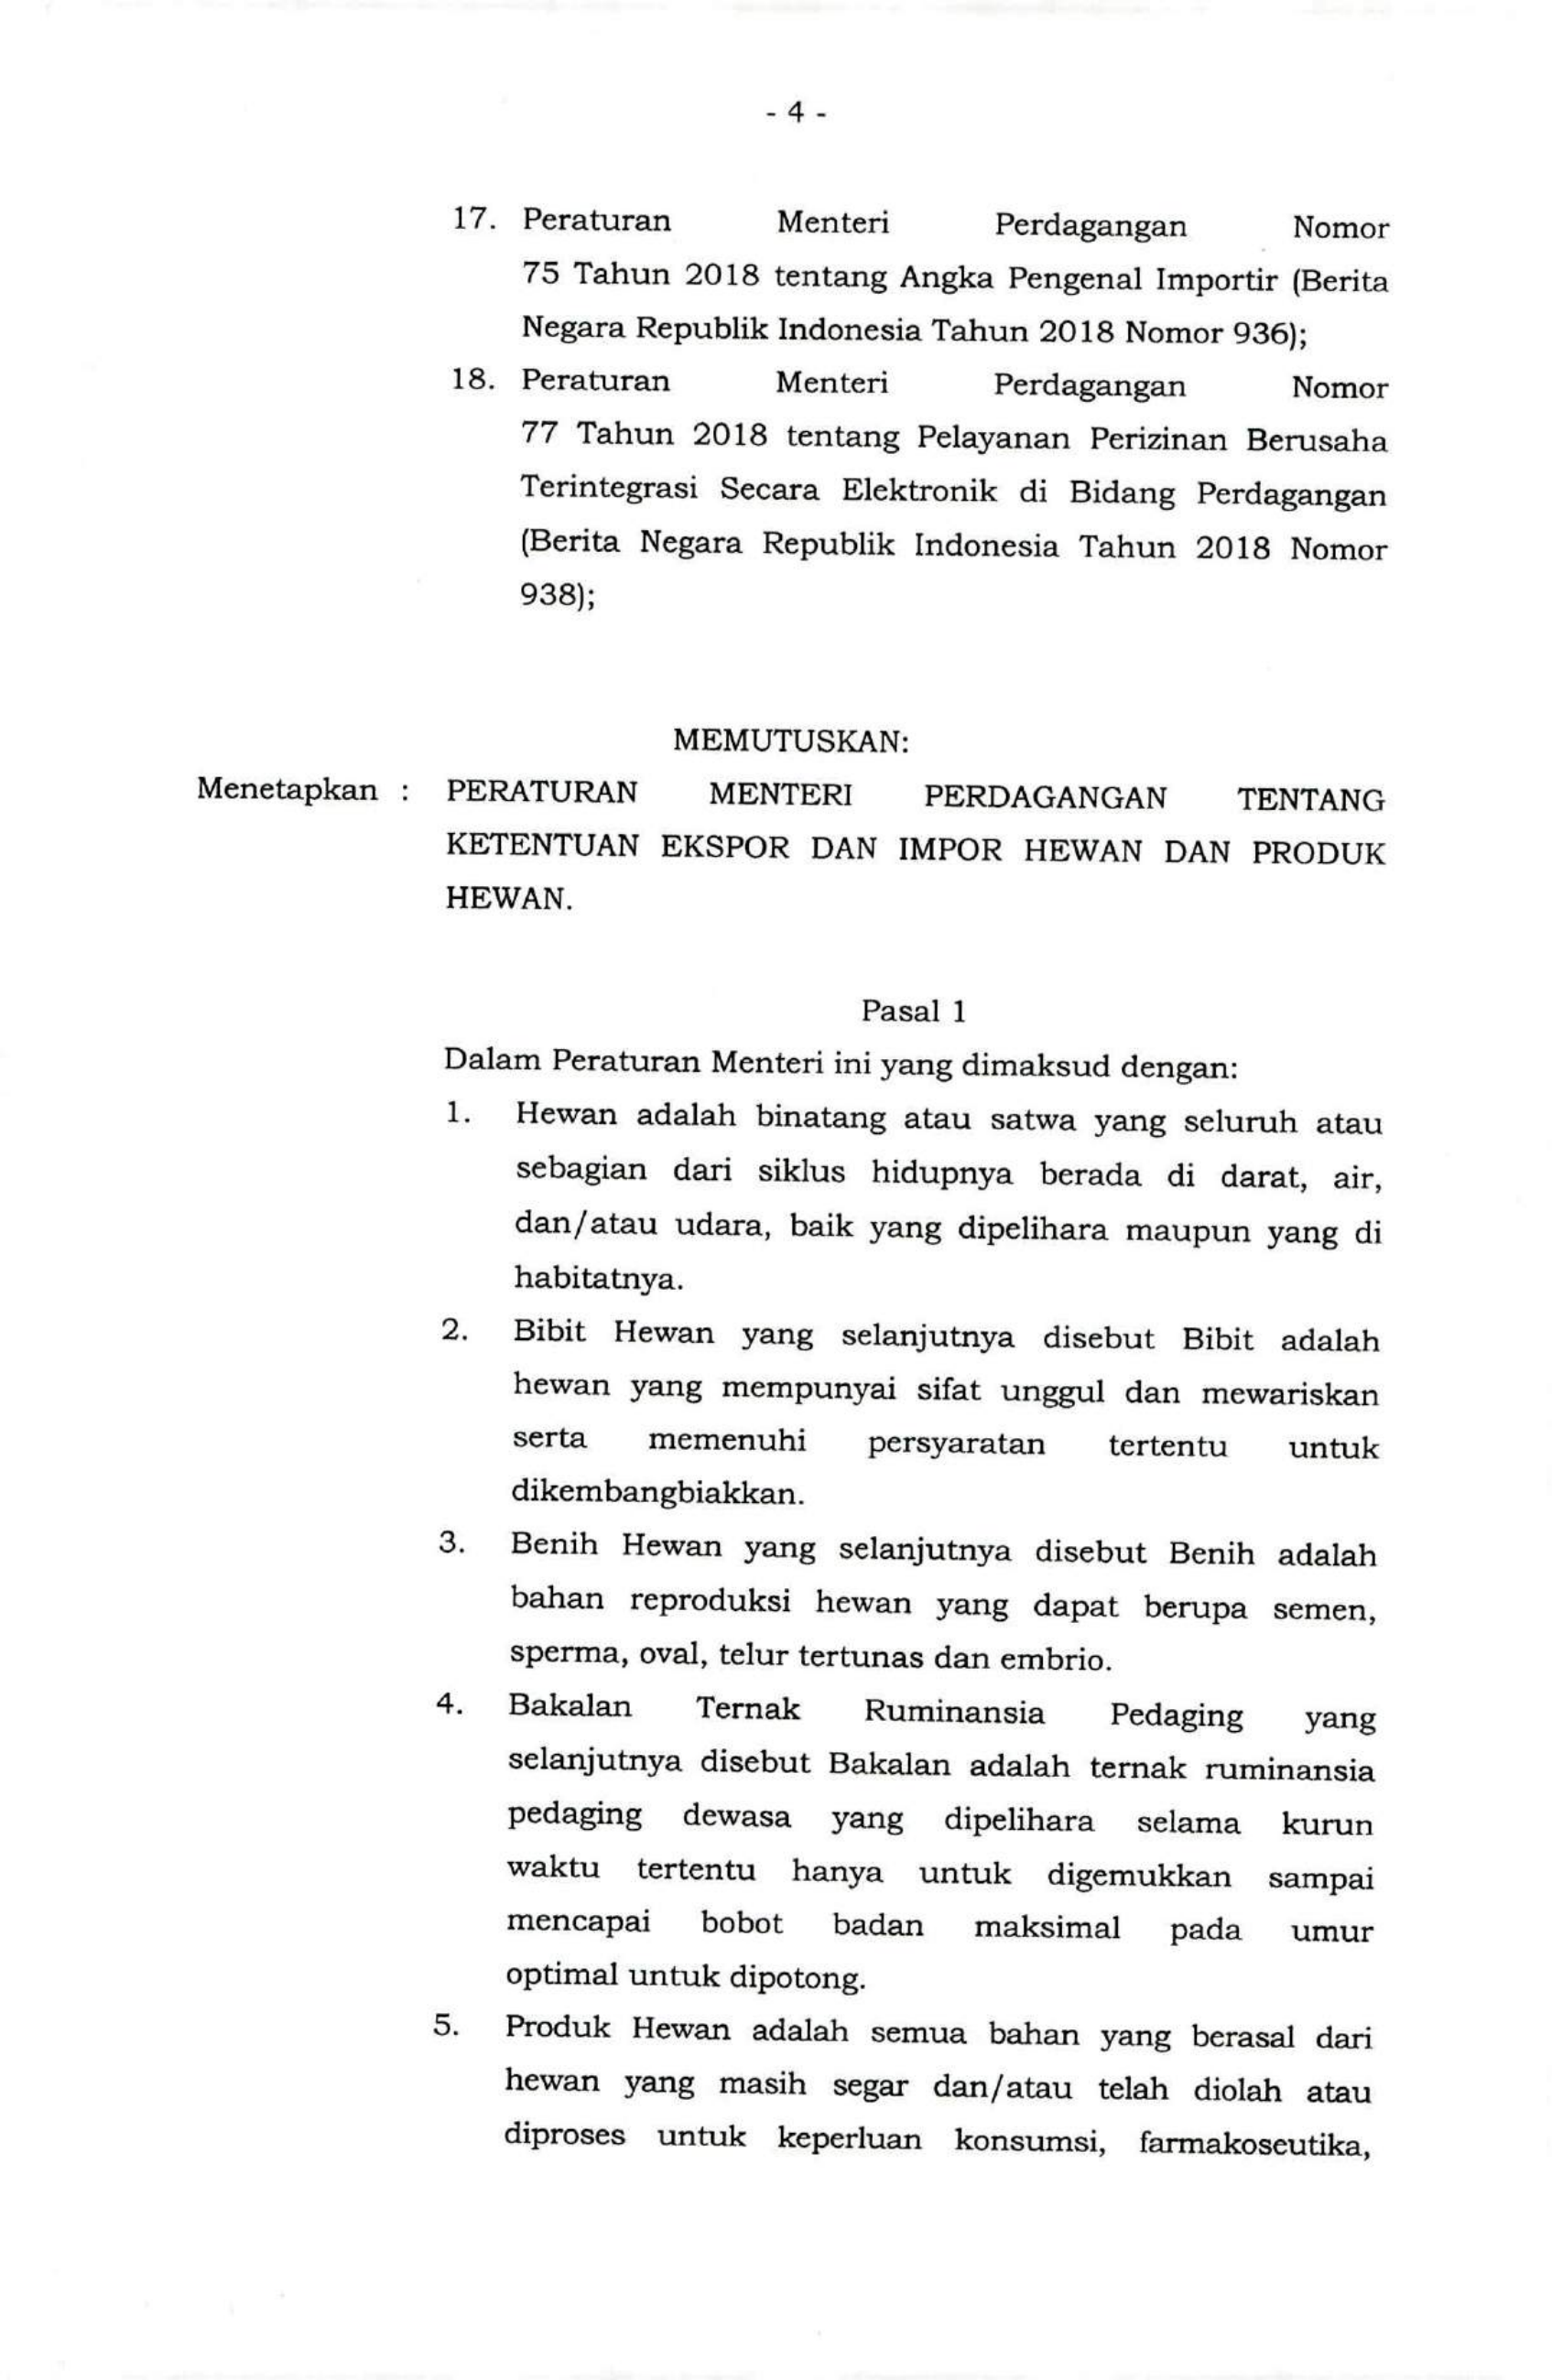 - 4 -
17. Peraturan Menteri Perdagangan Nomor
75 Tahun 2018 tentang Angka Pengenal Importir (Berita
Negara Republik Indonesia Tahun 2018 Nomor 936);
18. Peraturan Menteri Perdagangan Nomor
77 Tahun 2018 tentang Pelayanan Perizinan Berusaha
Terintegrasi Secara Elektronik di Bidang Perdagangan
(Berita Negara Republik Indonesia Tahun 2018 Nomor
938);
MEMUTUSKAN:
Menetapkan : PERATURAN MENTERI PERDAGANGAN TENTANG
KETENTUAN EKSPOR DAN IMPOR HEWAN DAN PRODUK
HEWAN.
Pasal 1
Dalam Peraturan Menteri ini yang dimaksud dengan:
1. Hewan adalah binatang atau satwa yang seluruh atau
sebagian dari siklus hidupnya berada di darat, air,
dan/atau udara, baik yang dipelihara maupun yang di
habitatnya.
2. Bibit Hewan yang selanjutnya disebut Bibit adalah
hewan yang mempunyai sifat unggul dan mewariskan
serta memenuhi persyaratan tertentu untuk
dikembangbiakkan.
3. Benih Hewan yang selanjutnya disebut Benih adalah
bahan reproduksi hewan yang dapat berupa semen,
sperma, oval, telur tertunas dan embrio.
4. Bakalan Ternak Ruminansia Pedaging yang
selanjutnya disebut Bakalan adalah ternak ruminansia
pedaging dewasa yang dipelihara selama kurun
waktu tertentu hanya untuk digemukkan sampai
mencapai bobot badan maksimal pada umur
optimal untuk dipotong.
5. Produk Hewan adalah semua bahan yang berasal dari
hewan yang masih segar dan/atau telah diolah atau
diproses untuk keperluan konsumsi, farmakoseutika,